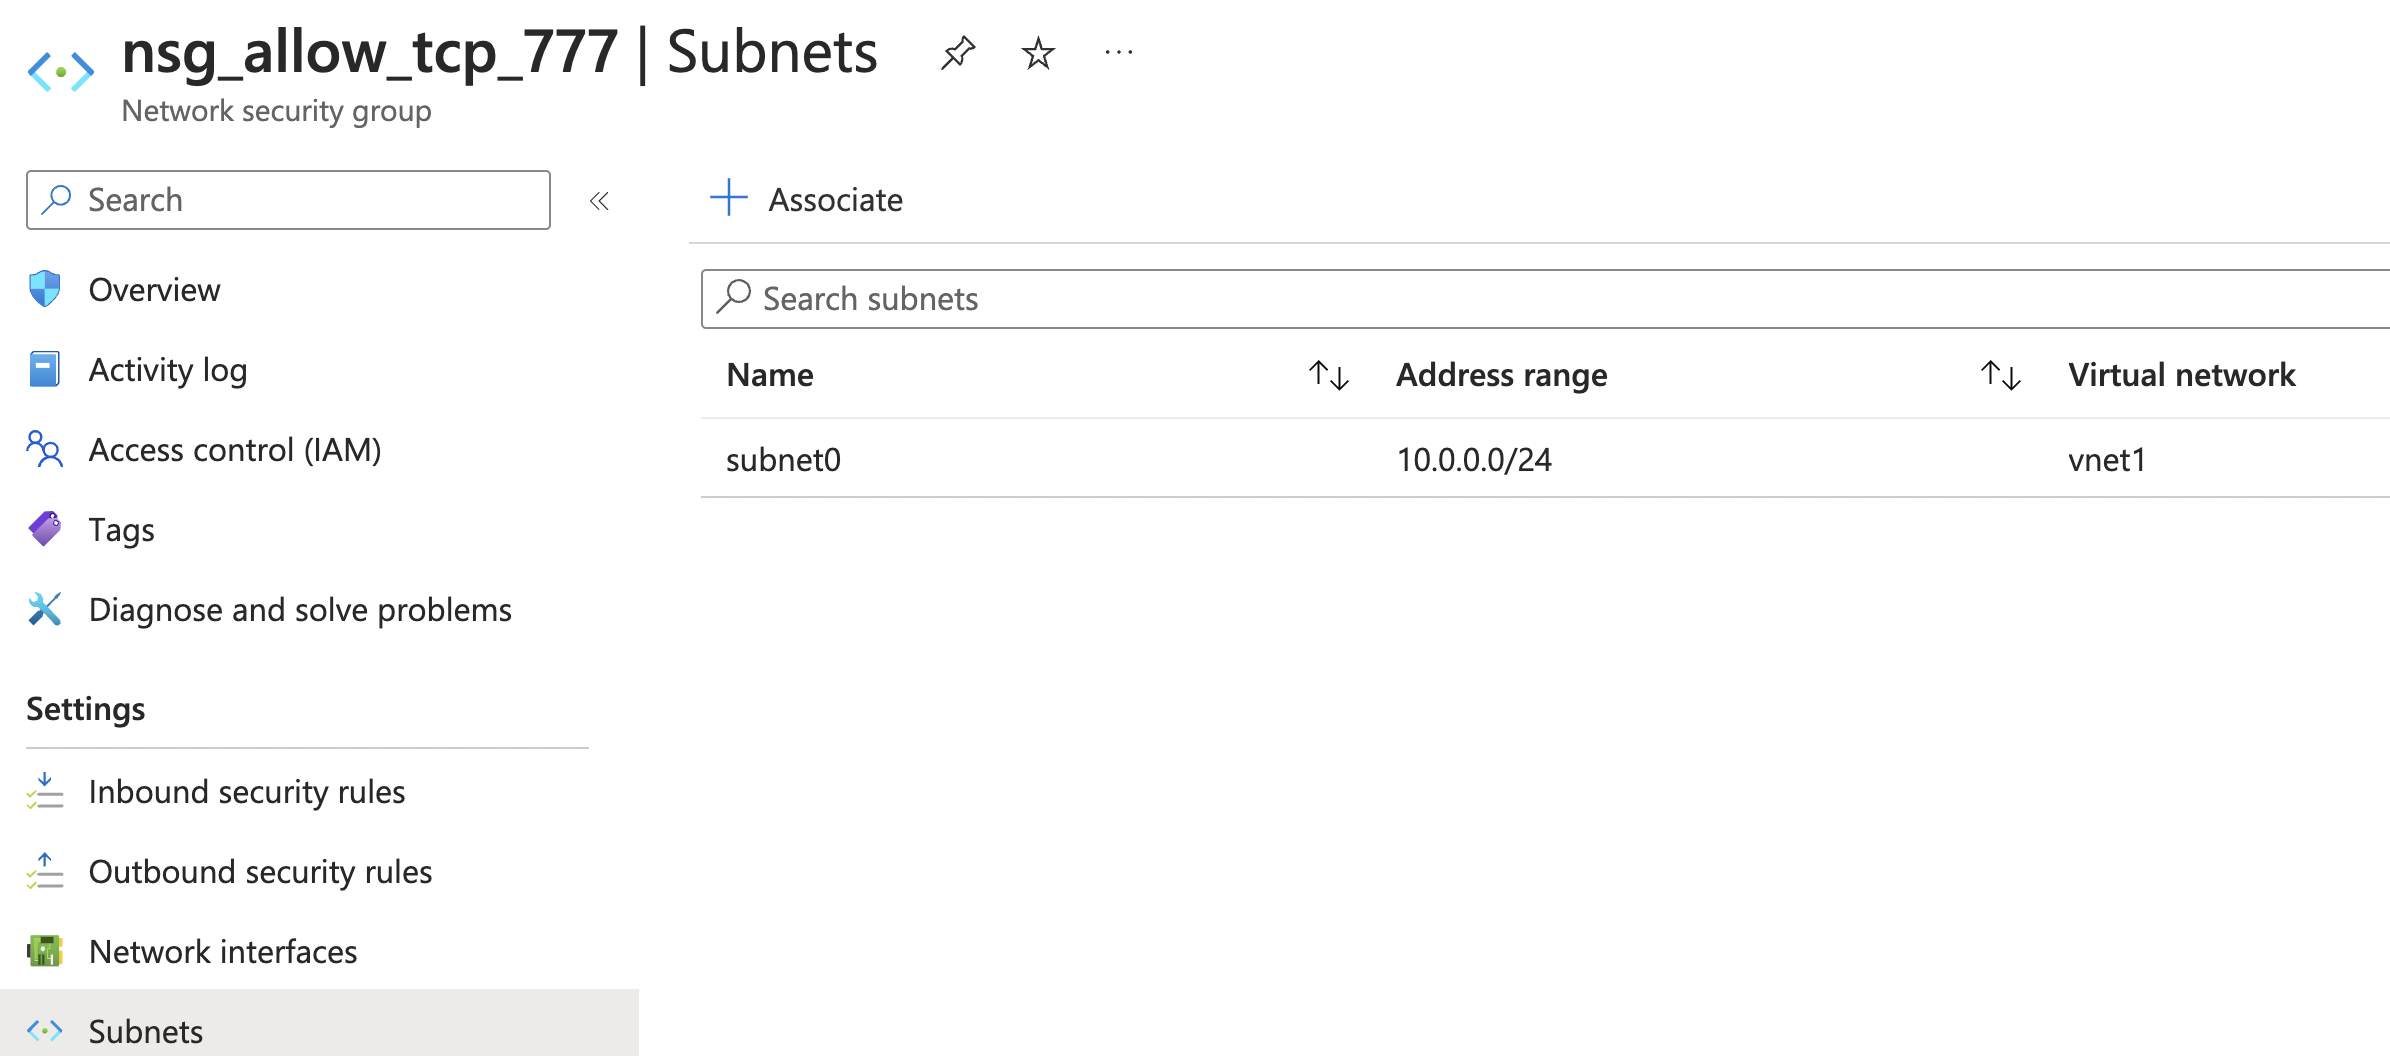 nsg_allow_tcp_777 | Subnets
Network security group
Search
Overview
Activity log
Access control (IAM)
Tags
Diagnose and solve problems
Settings
Inbound security rules
Outbound security rules
Network interfaces
Subnets
Associate
Search subnets
Name Address range Virtual network
subnet0 10.0.0.0/24 vnet1